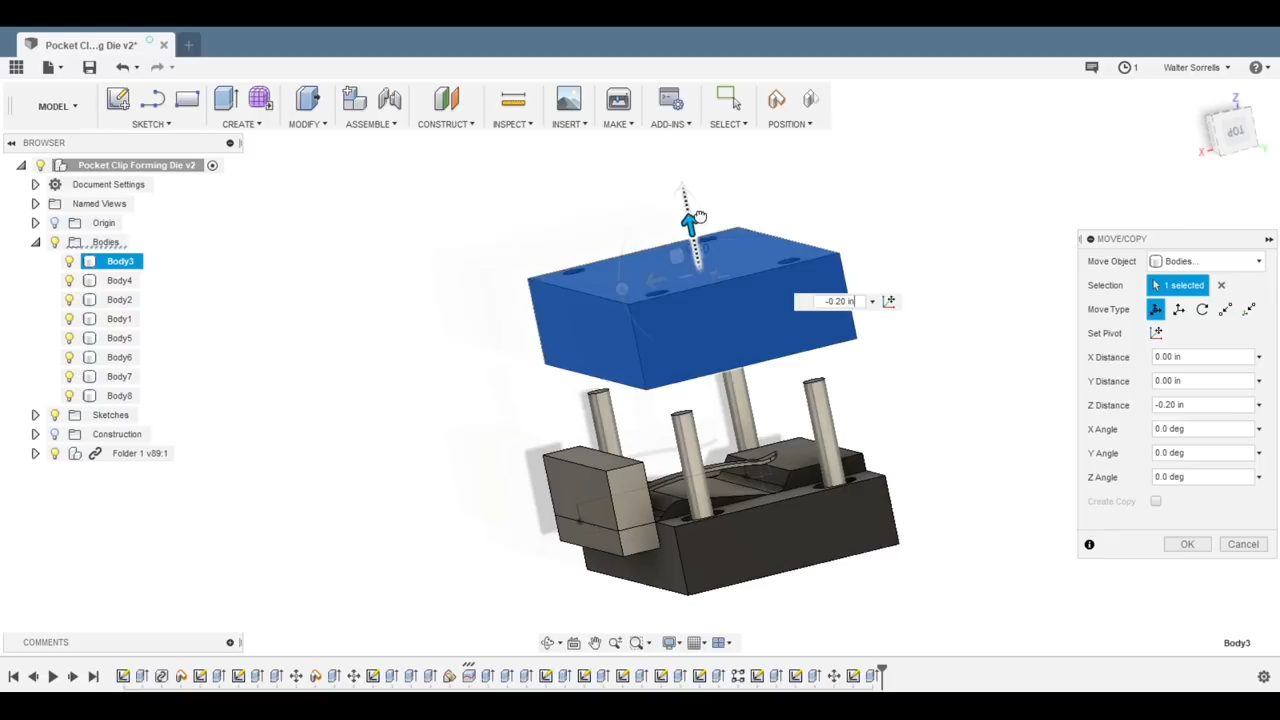 Pocket Cl...g Die v2*
1
Walter Sorrells
MODEL
SKETCH
CREATE
MODIFY
ASSEMBLE
CONSTRUCT
INSPECT
INSERT
MAKE
ADD-INS
SELECT
POSITION
Z
TOP
X
Y
BROWSER
Pocket Clip Forming Die v2
Document Settings
Named Views
Origin
Bodies
Body3
Body4
Body2
Body1
Body5
Body6
Body7
Body8
Sketches
Construction
Folder 1 v89:1
-0.20 in
MOVE/COPY
Move Object
Bodies...
Selection
1 selected
Move Type
Set Pivot
X Distance
0.00 in
Y Distance
0.00 in
Z Distance
-0.20 in
X Angle
0.0 deg
Y Angle
0.0 deg
Z Angle
0.0 deg
Create Copy
OK
Cancel
COMMENTS
Body3